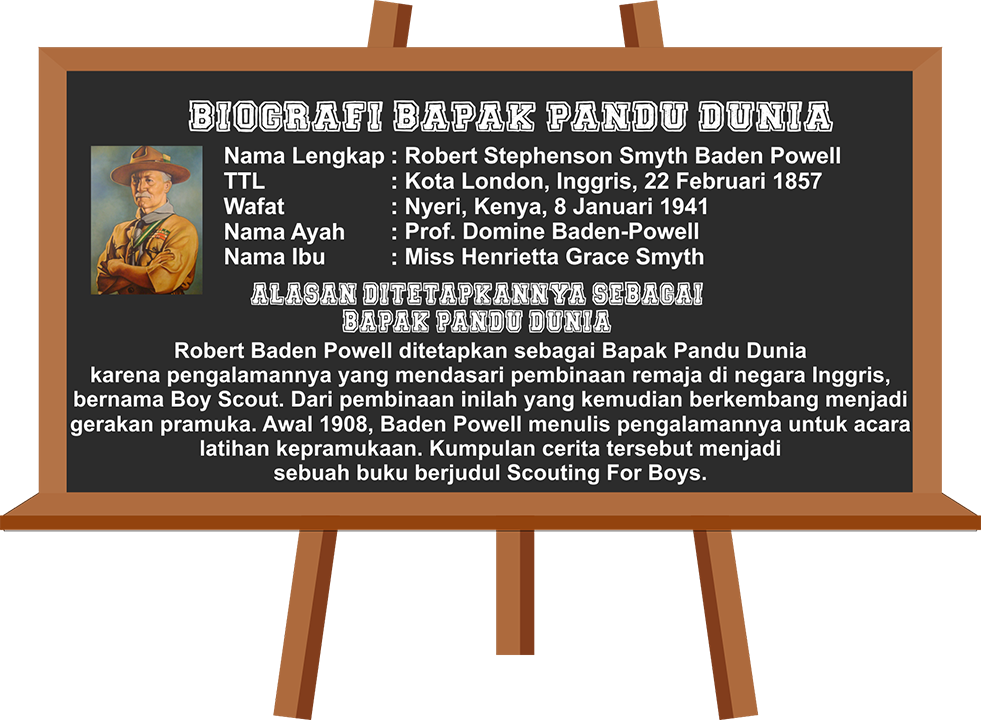 BIOGRAFI BAPAK PANDU DUNIA
Nama Lengkap : Robert Stephenson Smyth Baden Powell
TTL : Kota London, Inggris, 22 Februari 1857
Wafat : Nyeri, Kenya, 8 Januari 1941
Nama Ayah : Prof. Domine Baden-Powell
Nama Ibu : Miss Henrietta Grace Smyth
ALASAN DITETAPKANNYA SEBAGAI
BAPAK PANDU DUNIA
Robert Baden Powell ditetapkan sebagai Bapak Pandu Dunia
karena pengalamannya yang mendasari pembinaan remaja di negara Inggris,
bernama Boy Scout. Dari pembinaan inilah yang kemudian berkembang menjadi
gerakan pramuka. Awal 1908, Baden Powell menulis pengalamannya untuk acara
latihan kepramukaan. Kumpulan cerita tersebut menjadi
sebuah buku berjudul Scouting For Boys.